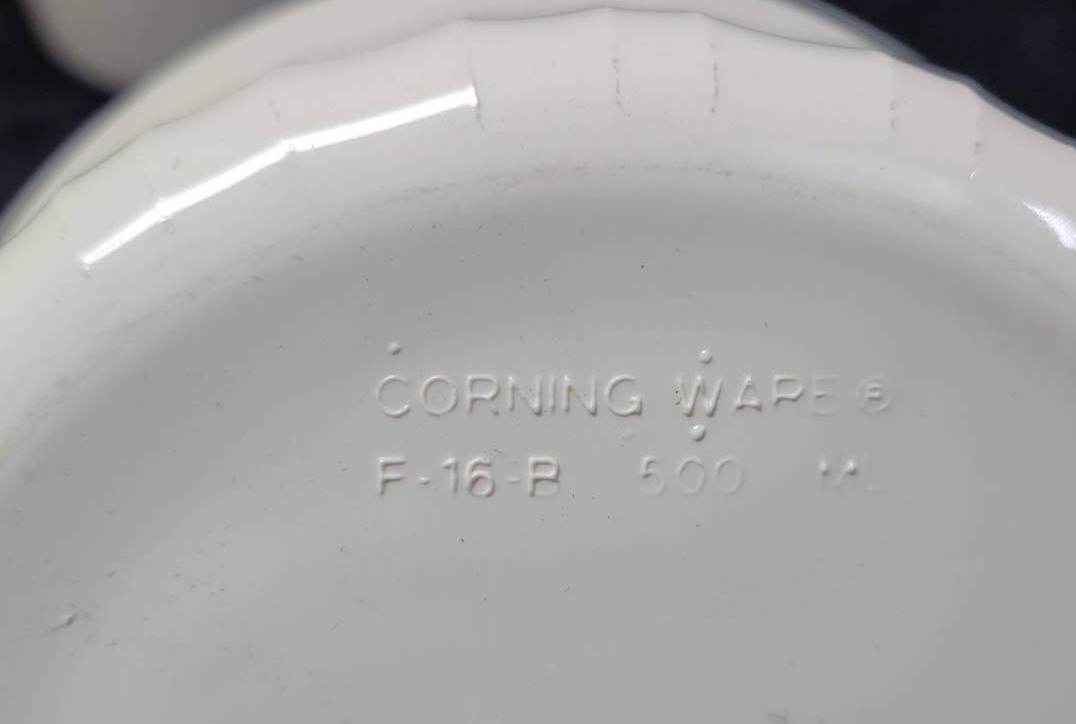 CORNING WARE ®
F-16-B 500 ML